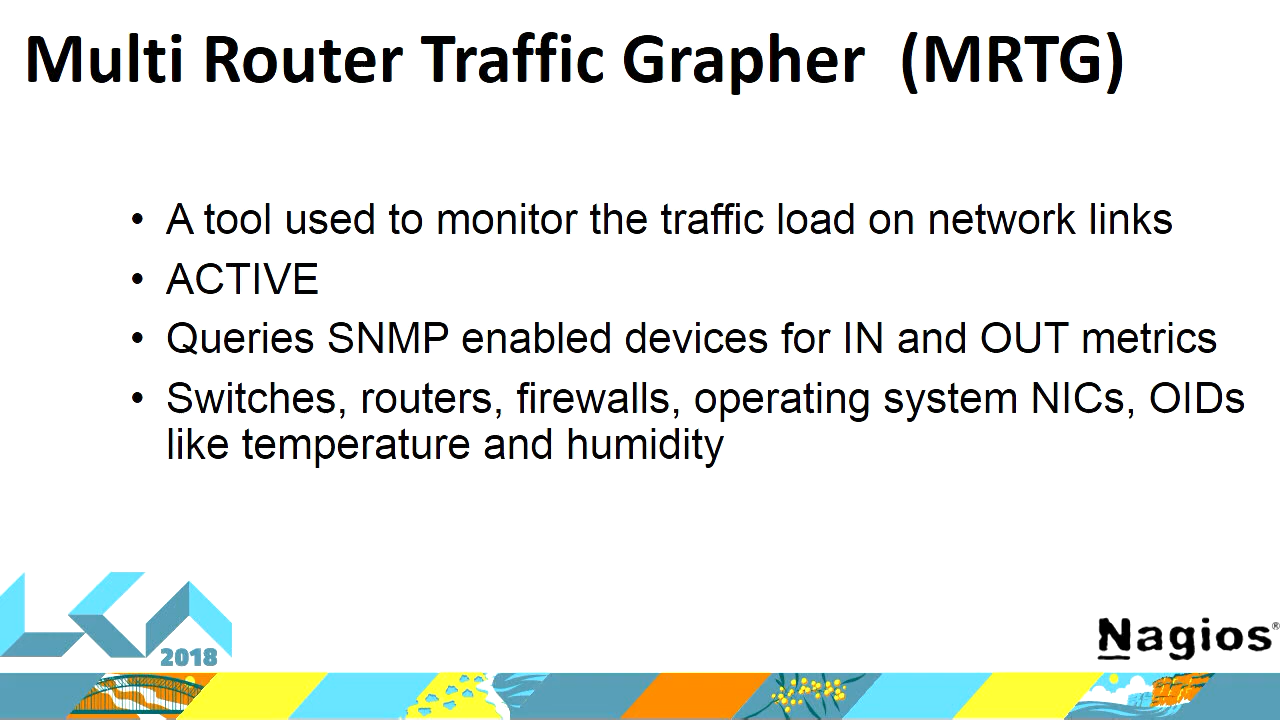 Multi Router Traffic Grapher (MRTG)
• A tool used to monitor the traffic load on network links
• ACTIVE
• Queries SNMP enabled devices for IN and OUT metrics
• Switches, routers, firewalls, operating system NICs, OIDs
like temperature and humidity
LCA
2018
Nagios®